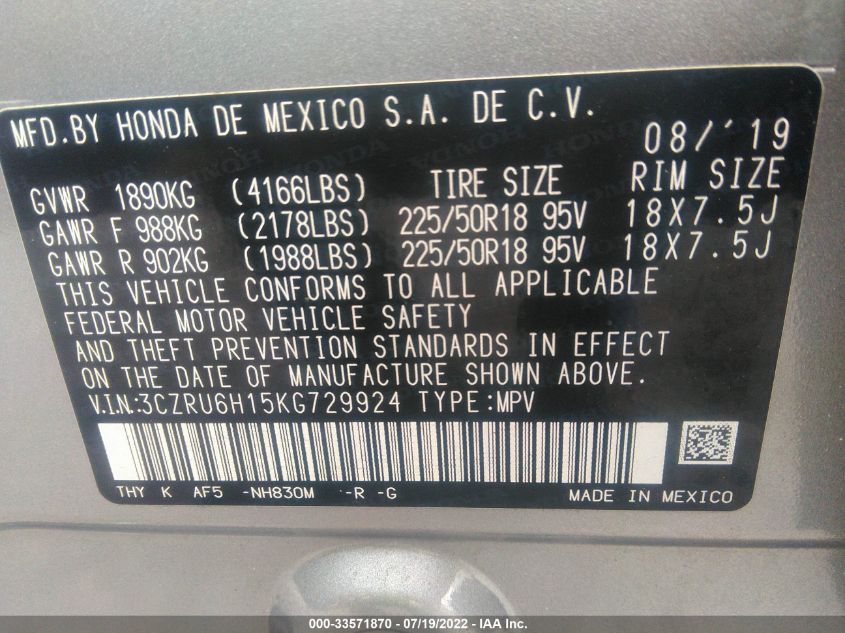 MFD.BY HONDA DE MEXICO S.A. DE C.V.
08/'19
GVWR 1890KG (4166LBS) TIRE SIZE RIM SIZE
GAWR F 988KG (2178LBS) 225/50R18 95V 18X7.5J
GAWR R 902KG (1988LBS) 225/50R18 95V 18X7.5J
THIS VEHICLE CONFORMS TO ALL APPLICABLE
FEDERAL MOTOR VEHICLE SAFETY
AND THEFT PREVENTION STANDARDS IN EFFECT
ON THE DATE OF MANUFACTURE SHOWN ABOVE.
V.I.N.:3CZRU6H15KG729924 TYPE:MPV
THY K AF5 -NH830M -R -G MADE IN MEXICO
000-33571870 - 07/19/2022 - IAA Inc.